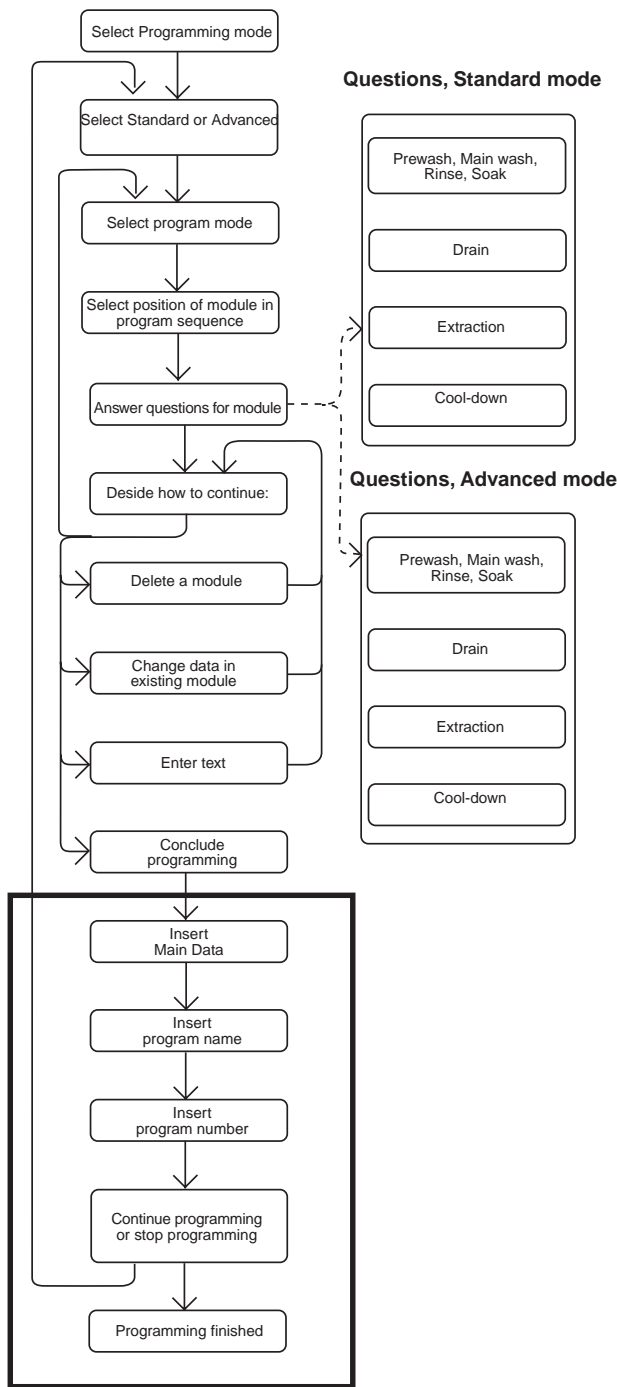 Select Programming mode
Select Standard or Advanced
Select program mode
Select position of module in
program sequence
Answer questions for module
Deside how to continue:
Delete a module
Change data in
existing module
Enter text
Conclude
programming
Insert
Main Data
Insert
program name
Insert
program number
Continue programming
or stop programming
Programming finished
Questions, Standard mode
Prewash, Main wash,
Rinse, Soak
Drain
Extraction
Cool-down
Questions, Advanced mode
Prewash, Main wash,
Rinse, Soak
Drain
Extraction
Cool-down